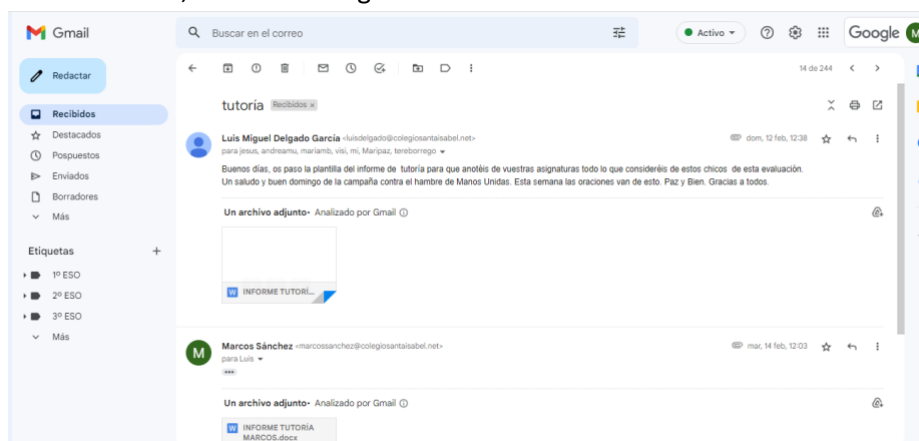 Gmail
Buscar en el correo
Activo
Google
Redactar
14 de 244
tutoría Recibidos ×
Recibidos
Destacados
Pospuestos
Enviados
Borradores
Más
Luis Miguel Delgado García <luisdelgado@colegiosantaisabel.net>
dom, 12 feb, 12:38
para jesus, andreamu, mariamb, visi, mi, Maripaz, tereborrego
Buenos días, os paso la plantilla del informe de tutoría para que anotéis de vuestras asignaturas todo lo que consideréis de estos chicos de esta evaluación.
Un saludo y buen domingo de la campaña contra el hambre de Manos Unidas. Esta semana las oraciones van de esto. Paz y Bien. Gracias a todos.
Un archivo adjunto• Analizado por Gmail
Etiquetas +
1º ESO
2º ESO
3º ESO
Más
W INFORME TUTORÍ...
M Marcos Sánchez <marcossanchez@colegiosantaisabel.net>
mar, 14 feb, 12:03
para Luis
Un archivo adjunto• Analizado por Gmail
W INFORME TUTORÍA
MARCOS.docx